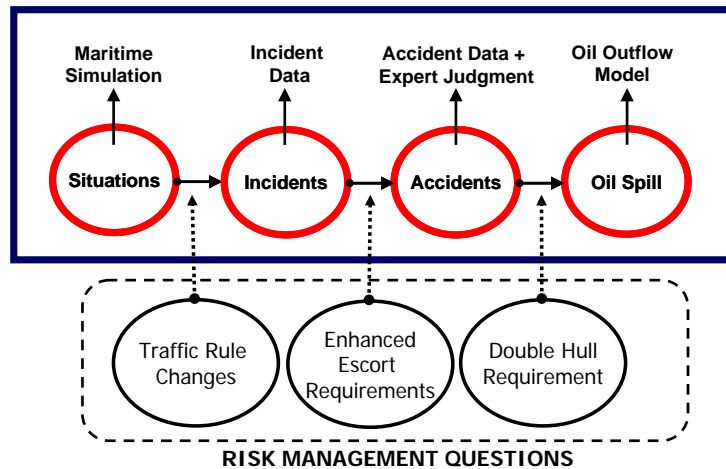 Maritime
Simulation
Incident
Data
Accident Data +
Expert Judgment
Oil Outflow
Model
Situations
Incidents
Accidents
Oil Spill
Traffic Rule
Changes
Enhanced
Escort
Requirements
Double Hull
Requirement
RISK MANAGEMENT QUESTIONS